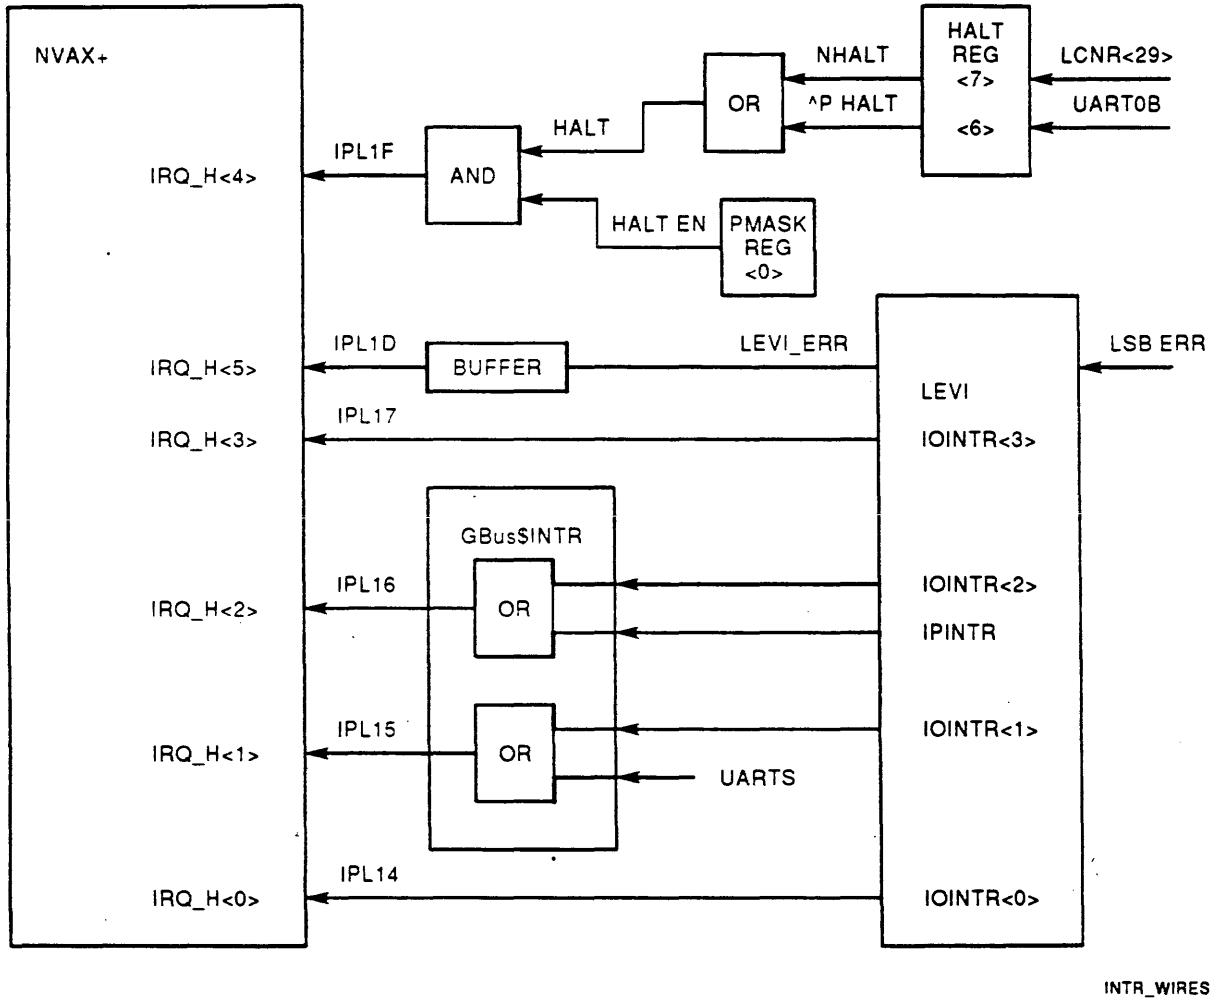 NVAX+
HALT
REG
<7>
<6>
NHALT
LCNR<29>
^P HALT
UART0B
OR
HALT
IPL1F
IRQ_H<4>
AND
HALT EN
PMASK
REG
<0>
IPL1D
IRQ_H<5>
BUFFER
LEVI_ERR
LSB ERR
LEVI
IPL17
IRQ_H<3>
IOINTR<3>
GBus$INTR
IPL16
IRQ_H<2>
OR
IOINTR<2>
IPINTR
IPL15
IRQ_H<1>
OR
IOINTR<1>
UARTS
IPL14
IRQ_H<0>
IOINTR<0>
INTR_WIRES